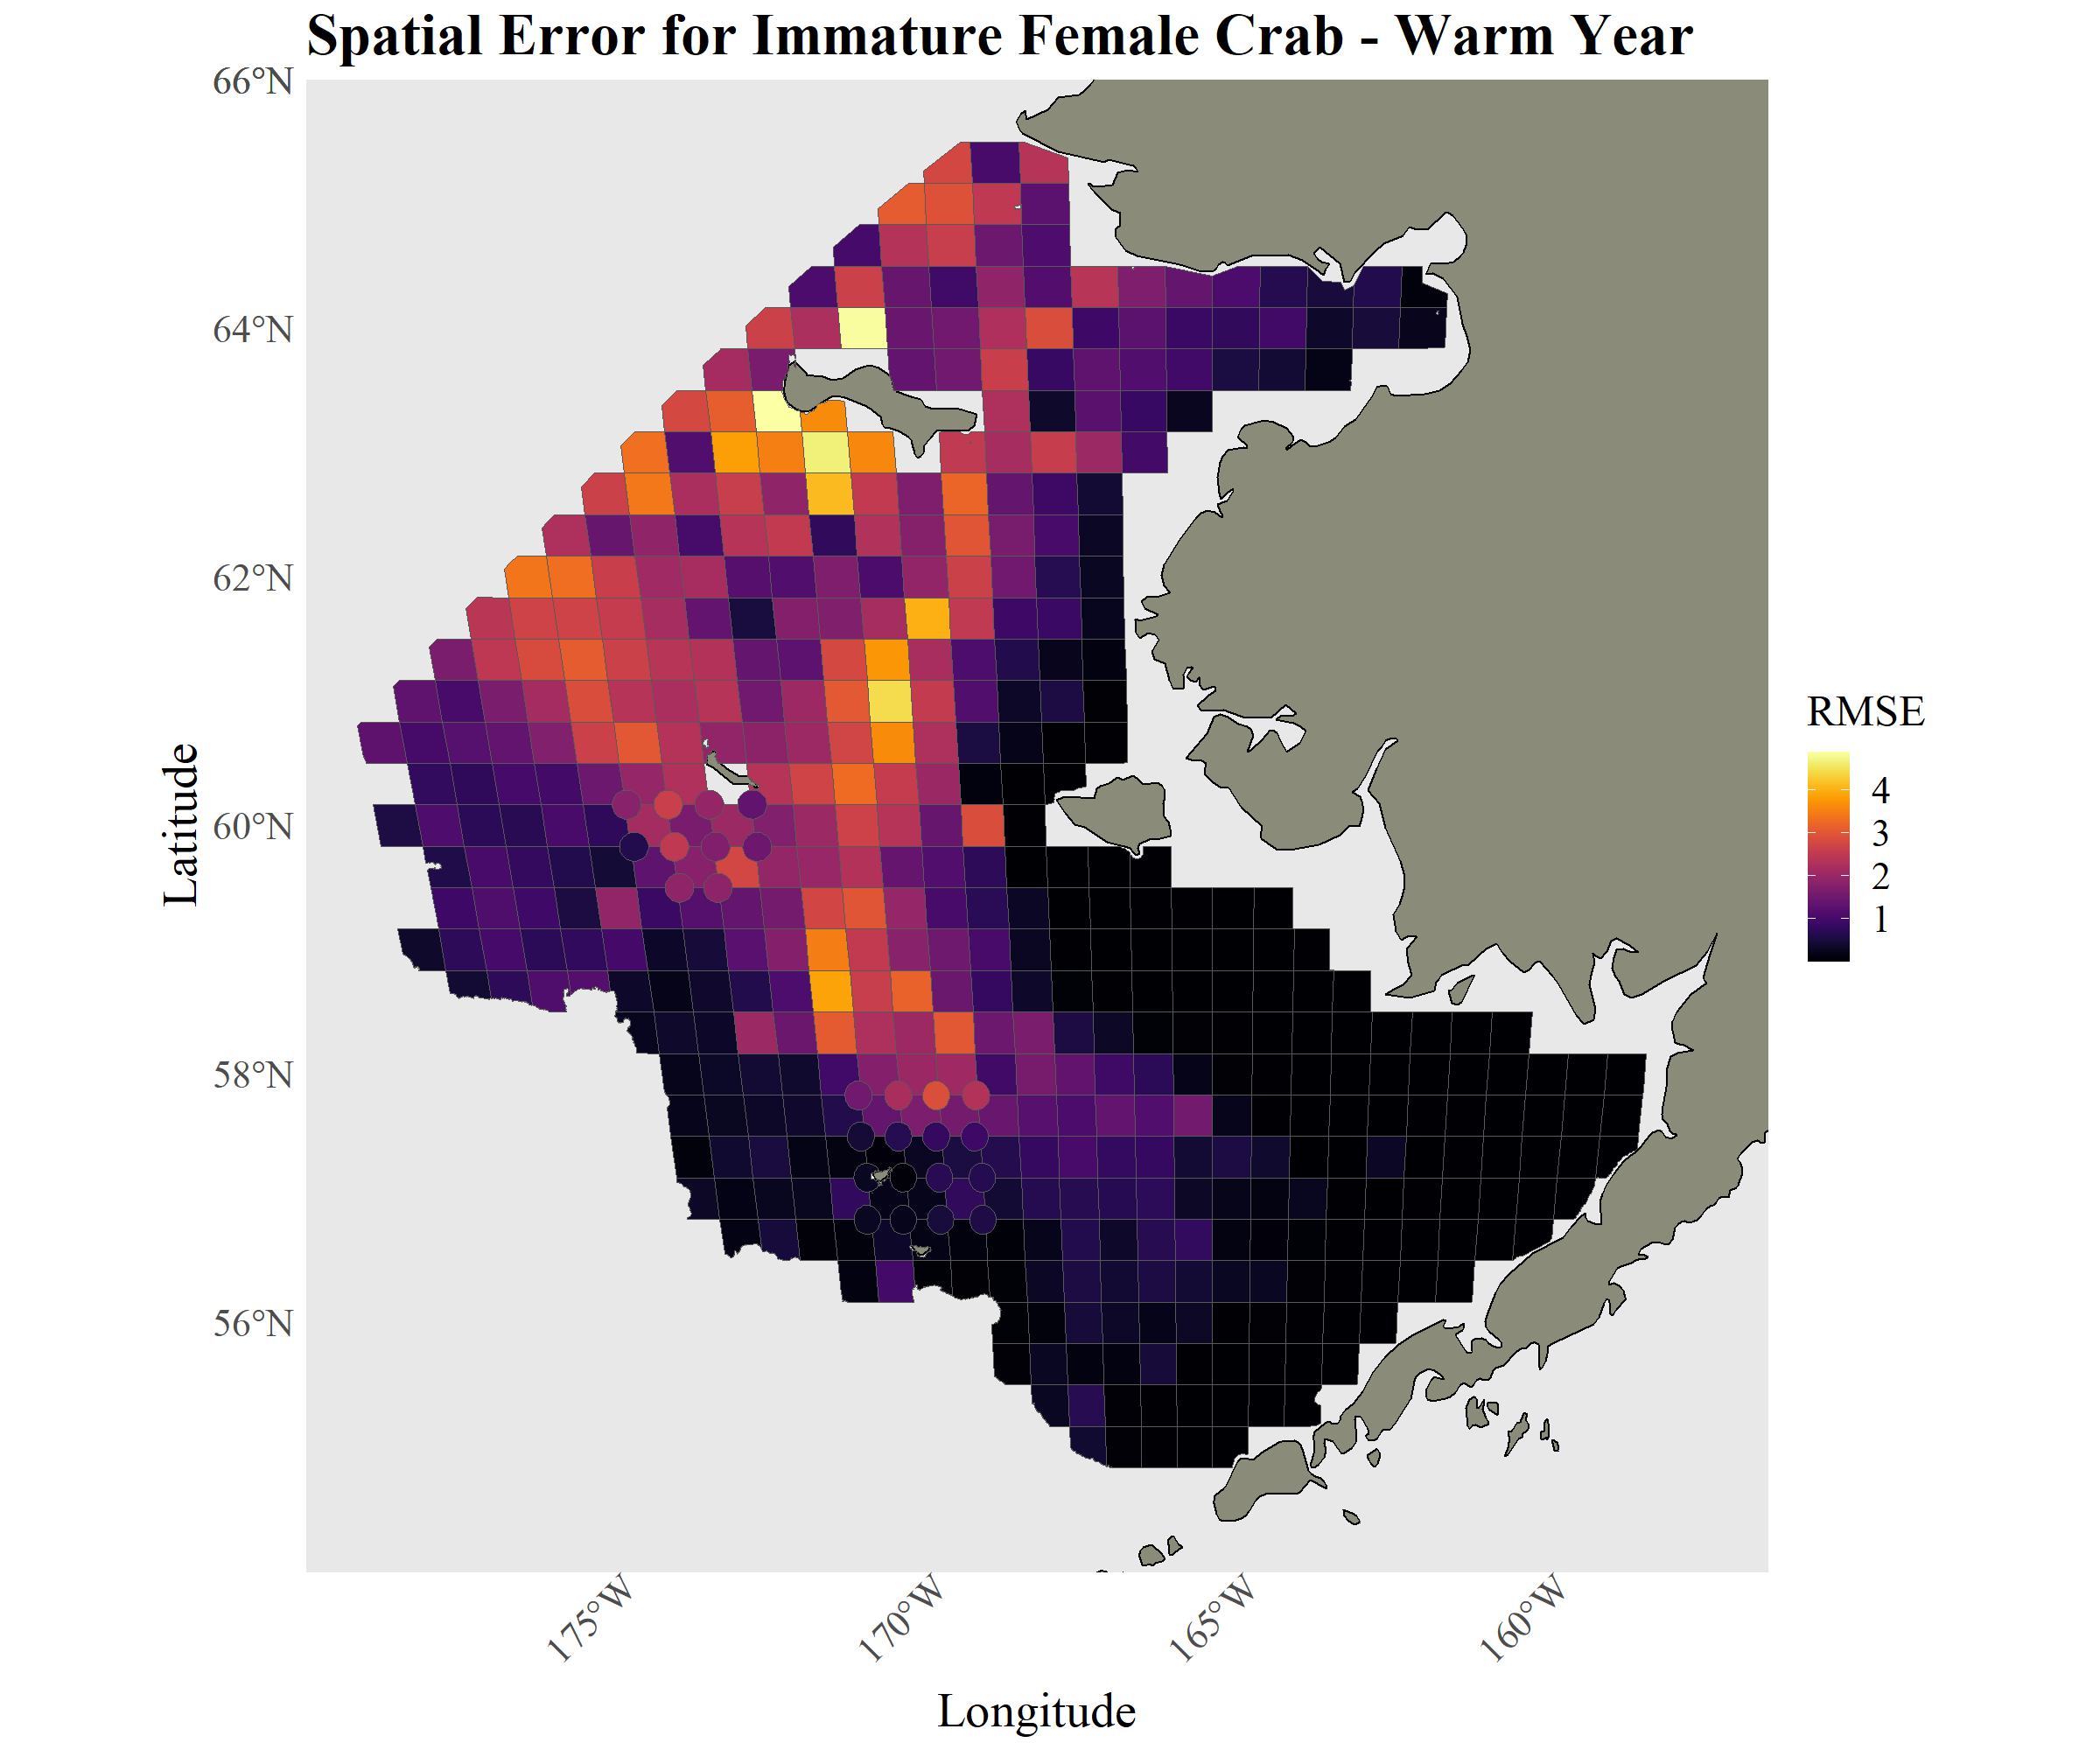 Spatial Error for Immature Female Crab - Warm Year
66°N
64°N
62°N
60°N
58°N
56°N
Latitude
175°W
170°W
165°W
160°W
Longitude
RMSE
4
3
2
1